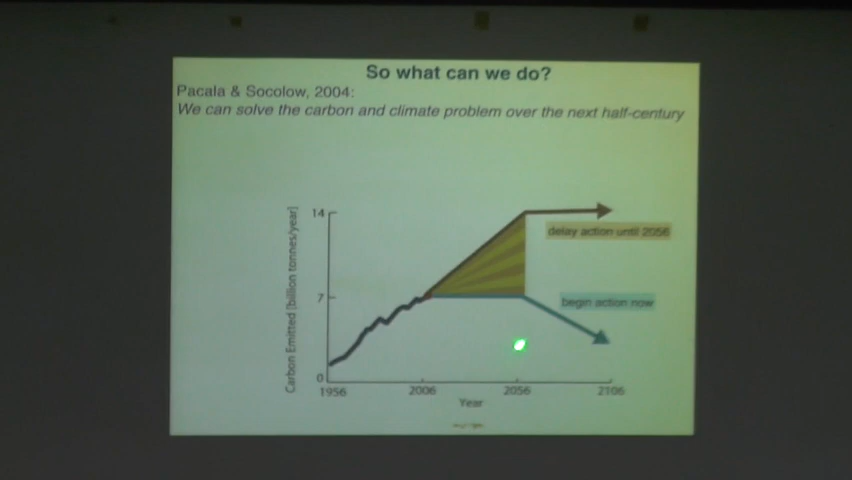 So what can we do?
Pacala & Socolow, 2004:
We can solve the carbon and climate problem over the next half-century
14
delay action until 2056
7
begin action now
Carbon Emitted [billion tonnes/year]
0
1956
2006
2056
2106
Year